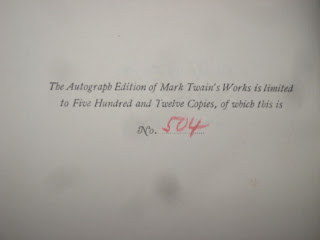 The Autograph Edition of Mark Twain's Works is limited
to Five Hundred and Twelve Copies, of which this is
No. 504